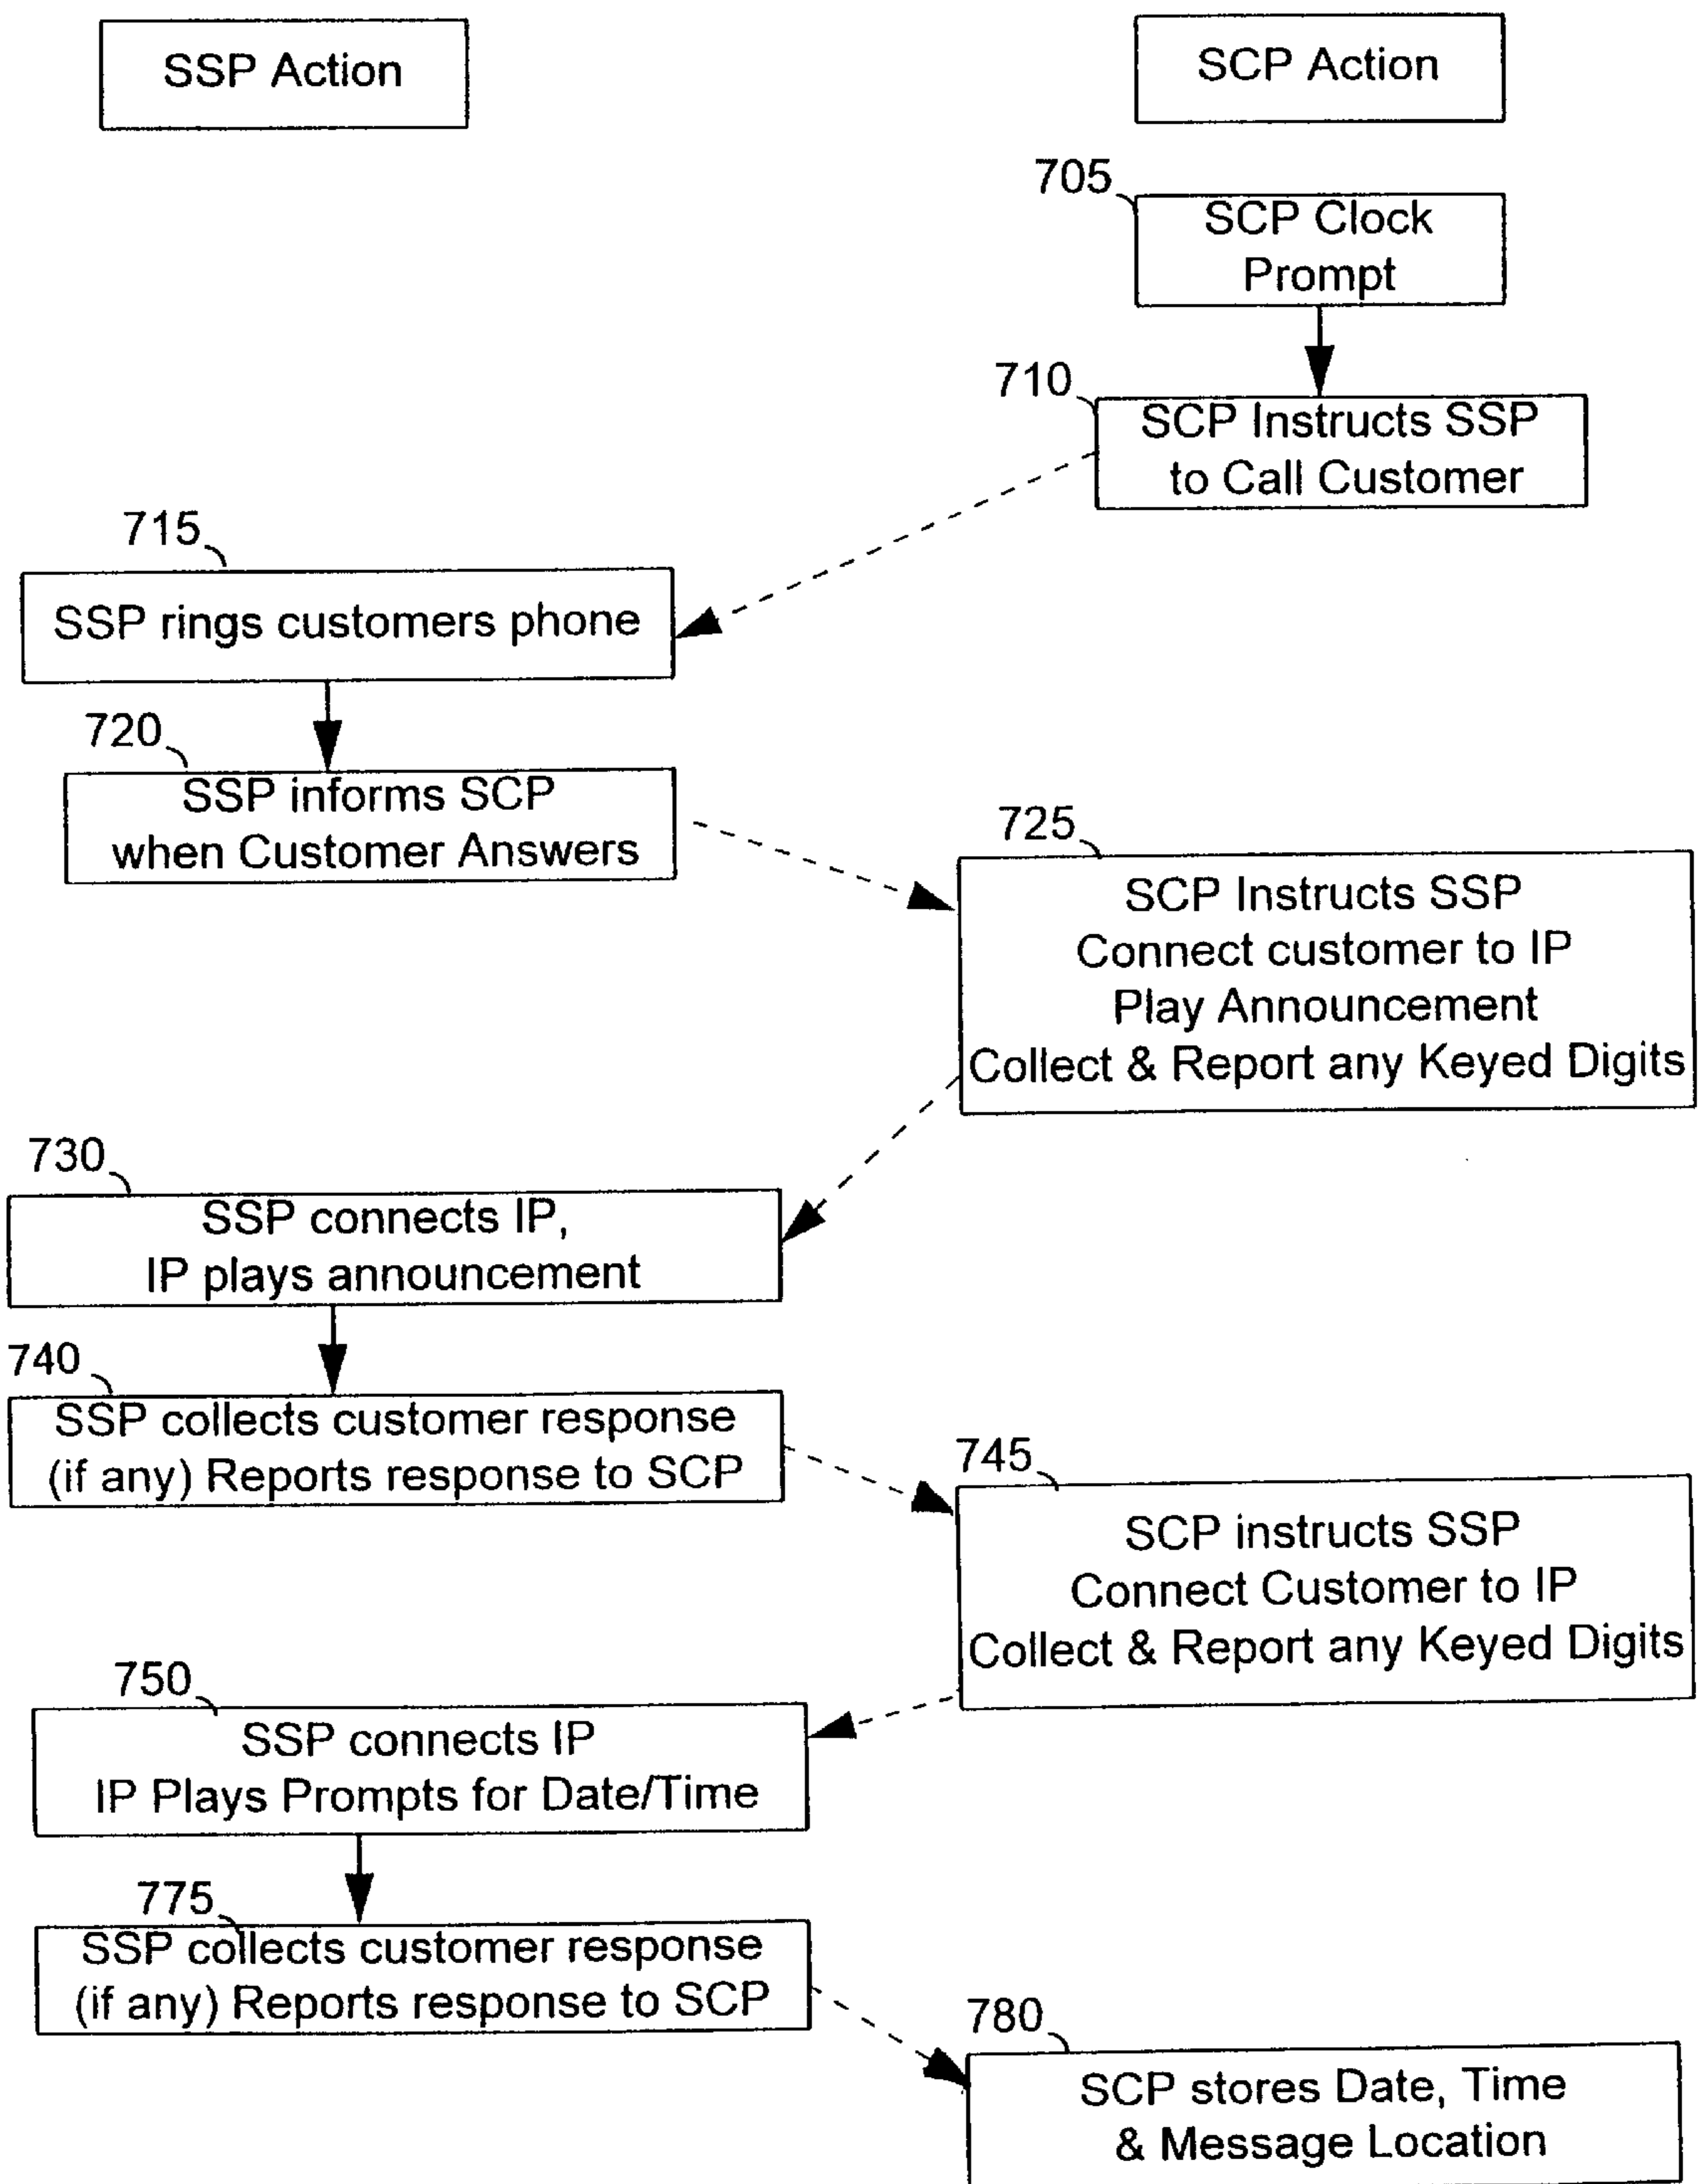 SSP Action
SCP Action
705
SCP Clock
Prompt
710
SCP Instructs SSP
to Call Customer
715
SSP rings customers phone
720
SSP informs SCP
when Customer Answers
725
SCP Instructs SSP
Connect customer to IP
Play Announcement
Collect & Report any Keyed Digits
730
SSP connects IP,
IP plays announcement
740
SSP collects customer response
(if any) Reports response to SCP
745
SCP instructs SSP
Connect Customer to IP
Collect & Report any Keyed Digits
750
SSP connects IP
IP Plays Prompts for Date/Time
775
SSP collects customer response
(if any) Reports response to SCP
780
SCP stores Date, Time
& Message Location